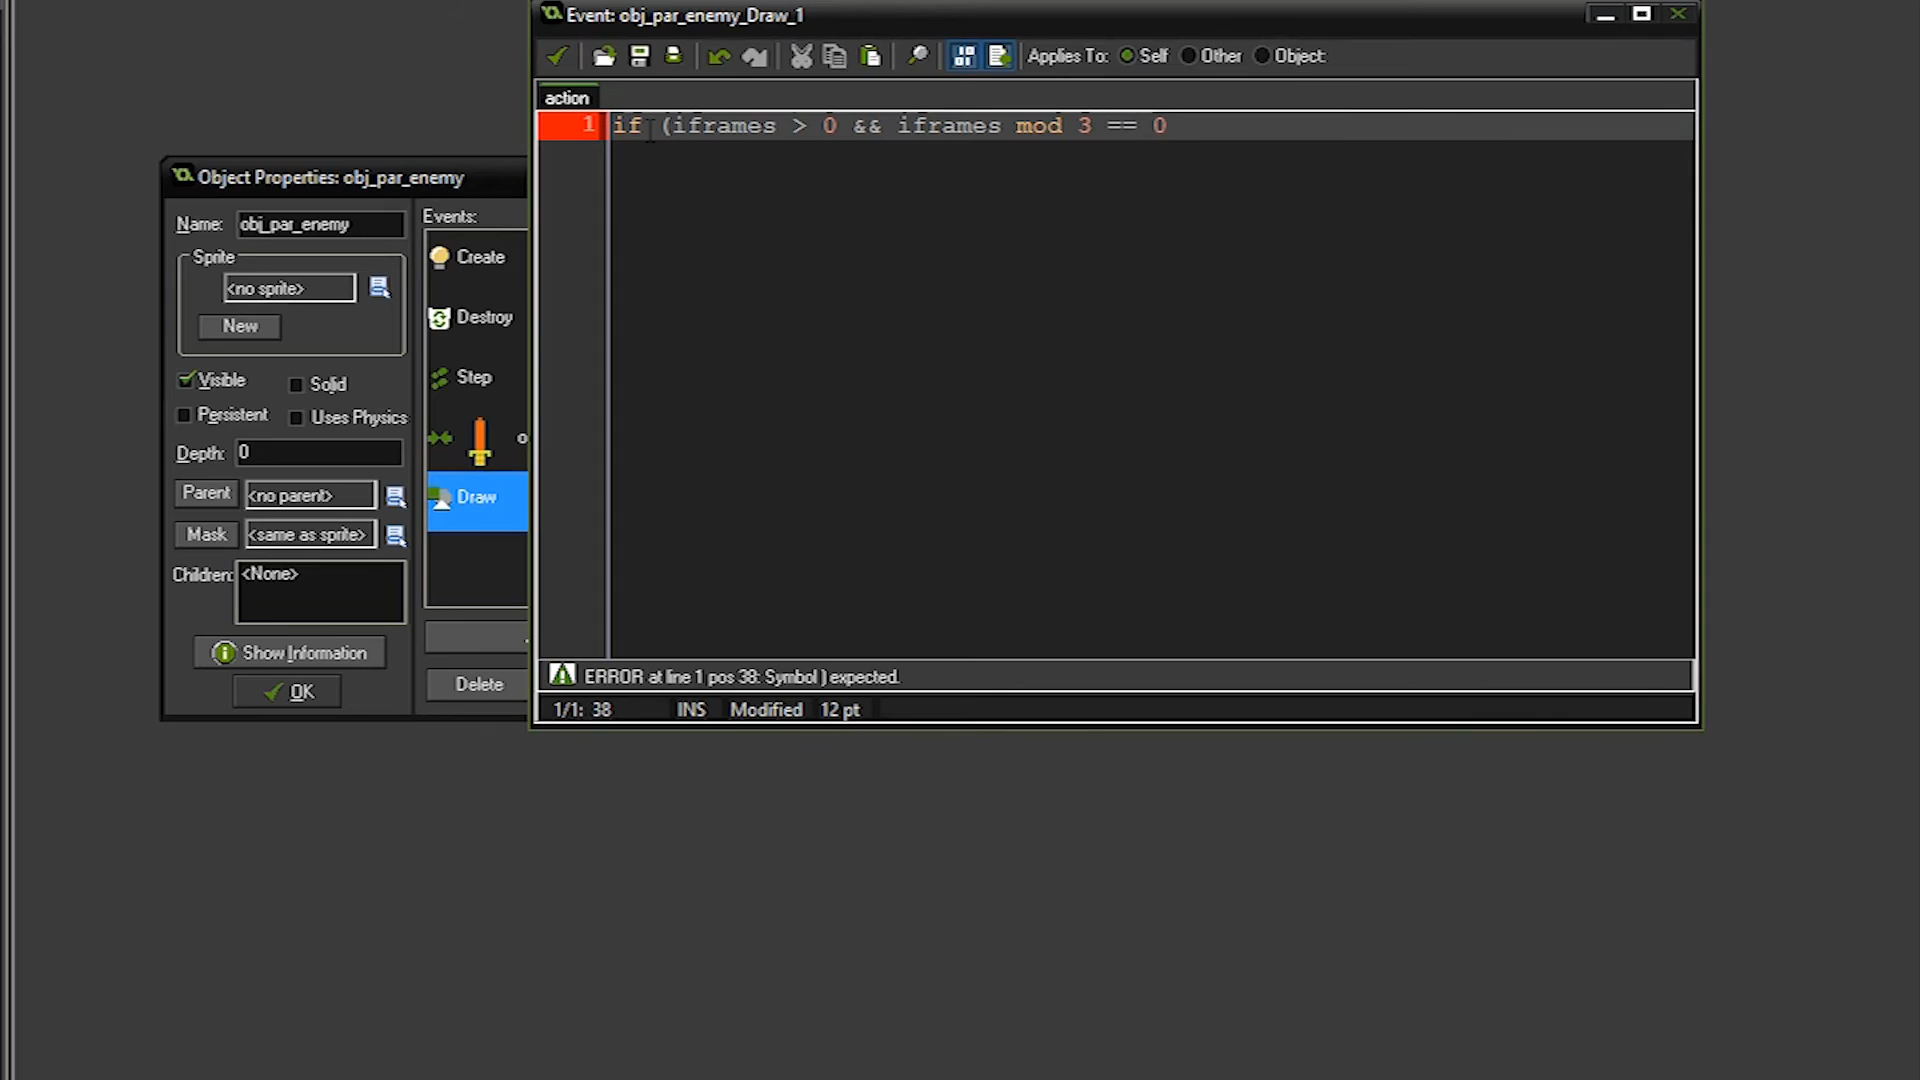 Event: obj_par_enemy_Draw_1
Applies To: Self Other Object:
action
1 if (iframes > 0 && iframes mod 3 == 0
Object Properties: obj_par_enemy
Name: obj_par_enemy
Sprite
<no sprite>
New
Visible Solid
Persistent Uses Physics
Depth: 0
Parent <no parent>
Mask <same as sprite>
Children: <None>
Show Information
OK
Events:
Create
Destroy
Step
o
Draw
Delete
ERROR at line 1 pos 38: Symbol ) expected.
1/1: 38 INS Modified 12 pt